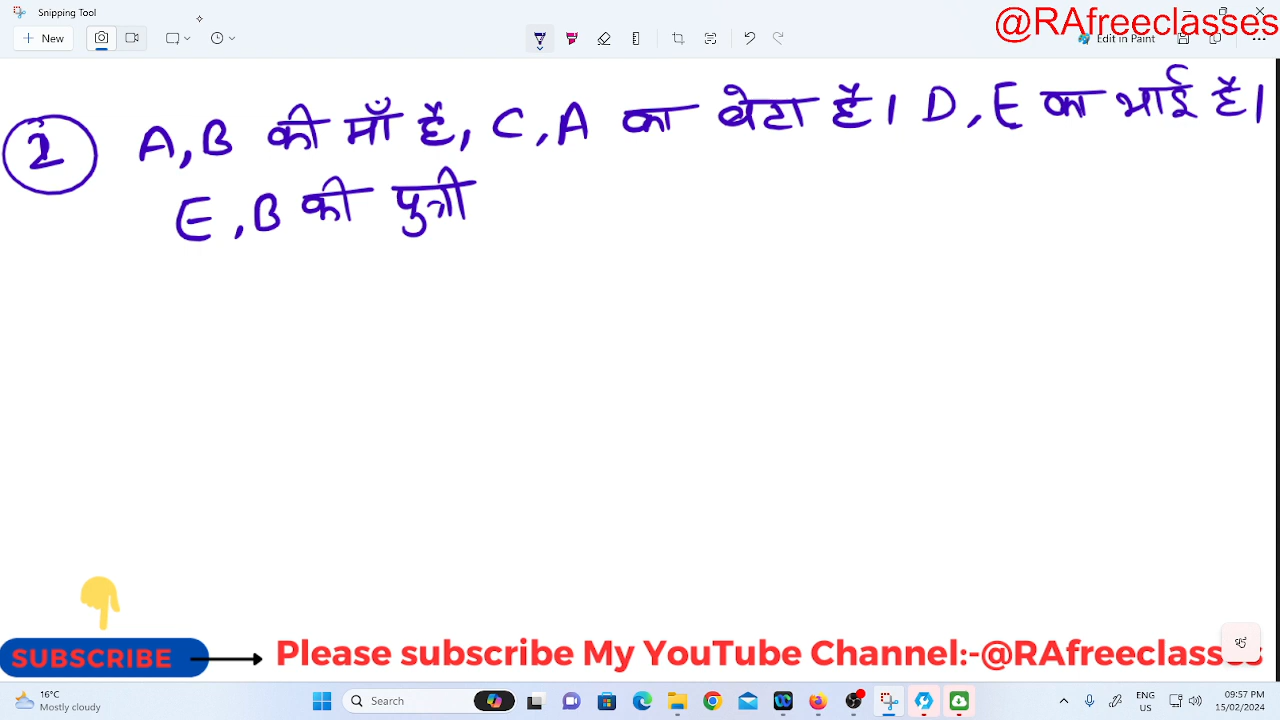 Snipping Tool
@RAfreeclasses
New
Edit in Paint
2 A, B की माँ है, C, A का बेटा है। D, E का भाई है।
E, B की पुत्री
SUBSCRIBE Please subscribe My YouTube Channel:-@RAfreeclasses
16°C
Mostly cloudy
Search
ENG
US
09:57 PM
15/02/2024